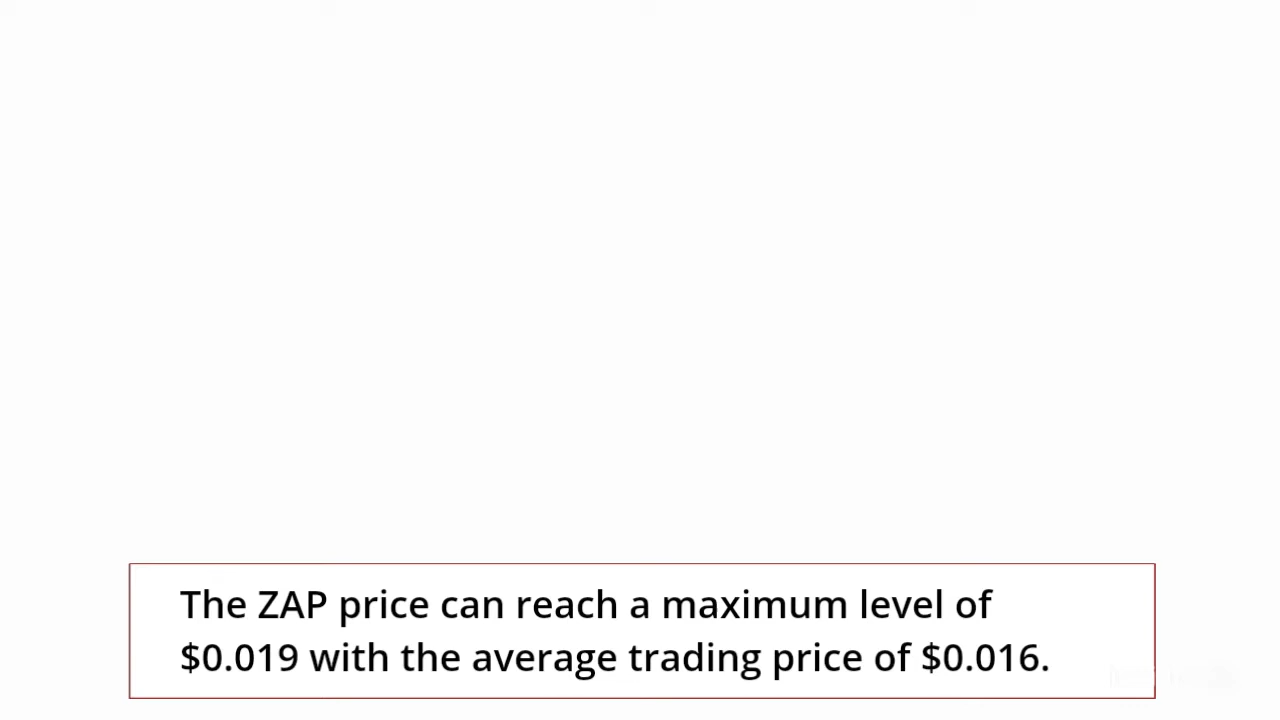 The ZAP price can reach a maximum level of
$0.019 with the average trading price of $0.016.